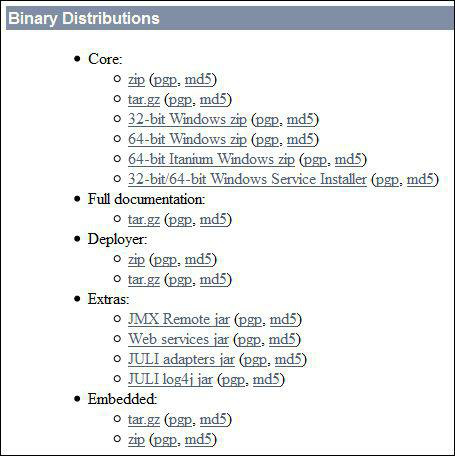 Binary Distributions
Core:
zip (pgp, md5)
tar.gz (pgp, md5)
32-bit Windows zip (pgp, md5)
64-bit Windows zip (pgp, md5)
64-bit Itanium Windows zip (pgp, md5)
32-bit/64-bit Windows Service Installer (pgp, md5)
Full documentation:
tar.gz (pgp, md5)
Deployer:
zip (pgp, md5)
tar.gz (pgp, md5)
Extras:
JMX Remote jar (pgp, md5)
Web services jar (pgp, md5)
JULI adapters jar (pgp, md5)
JULI log4j jar (pgp, md5)
Embedded:
tar.gz (pgp, md5)
zip (pgp, md5)